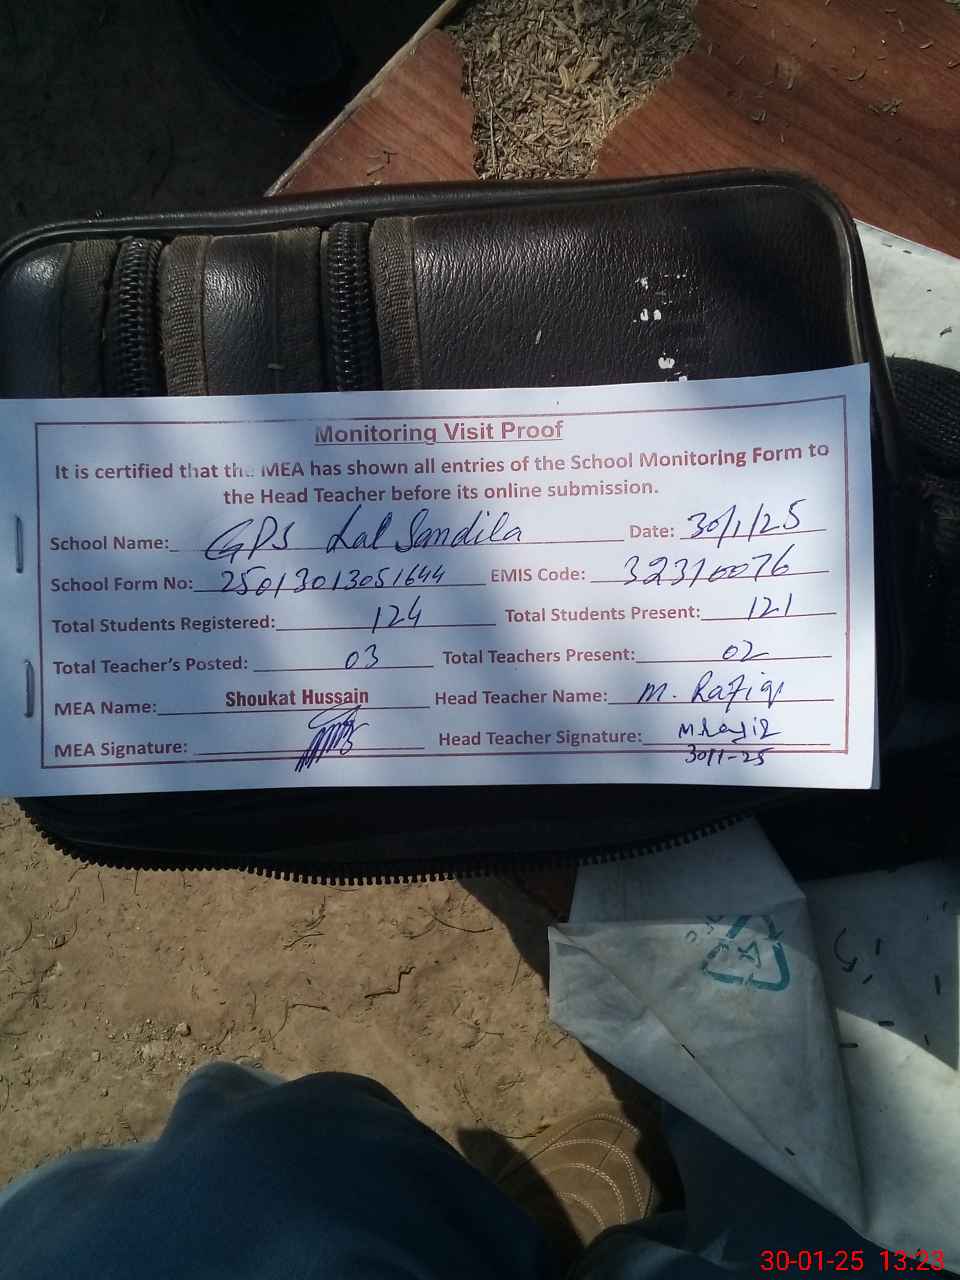 Monitoring Visit Proof
It is certified that the MEA has shown all entries of the School Monitoring Form to
the Head Teacher before its online submission.
School Name: GPS Lal Sandila Date: 30/1/25
School Form No: 25013013051644 EMIS Code: 32310076
Total Students Registered: 124 Total Students Present: 121
Total Teacher's Posted: 03 Total Teachers Present: 02
MEA Name: Shoukat Hussain Head Teacher Name: M. Rafiq
MEA Signature: Head Teacher Signature: MRafiq
30/1-25
30-01-25 13:23